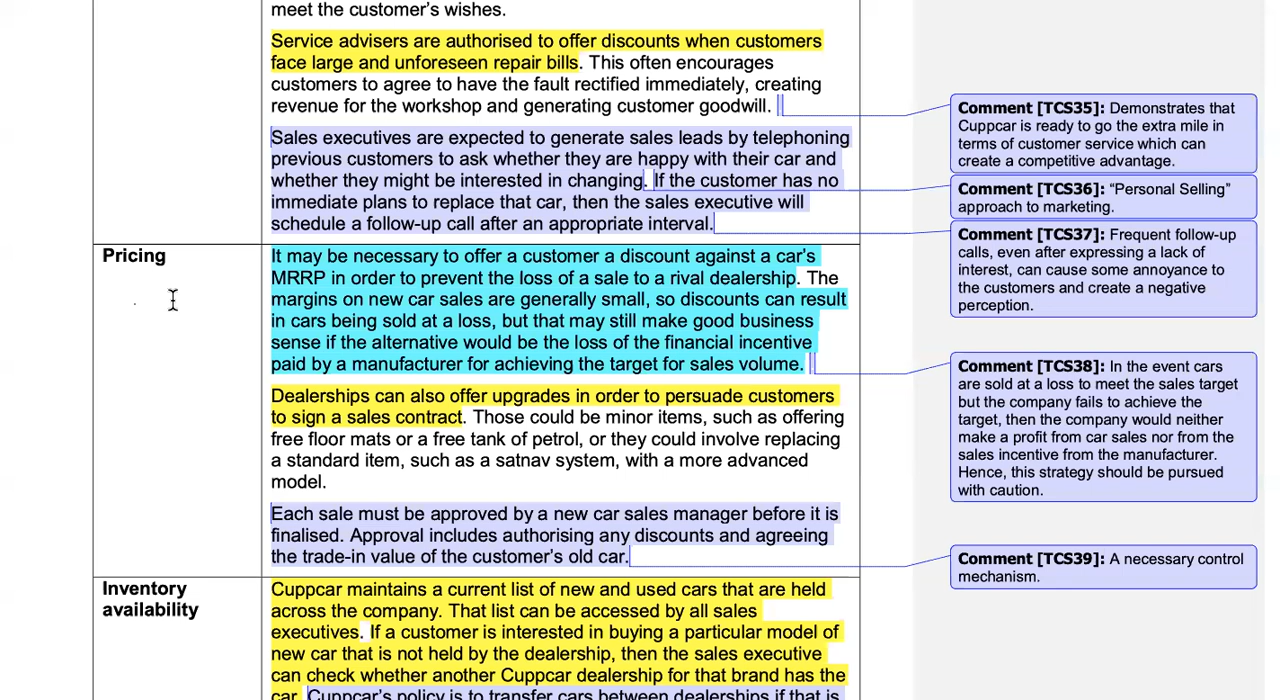 meet the customer's wishes.
Service advisers are authorised to offer discounts when customers
face large and unforeseen repair bills. This often encourages
customers to agree to have the fault rectified immediately, creating
revenue for the workshop and generating customer goodwill.
Sales executives are expected to generate sales leads by telephoning
previous customers to ask whether they are happy with their car and
whether they might be interested in changing. If the customer has no
immediate plans to replace that car, then the sales executive will
schedule a follow-up call after an appropriate interval.
Pricing
It may be necessary to offer a customer a discount against a car's
MRRP in order to prevent the loss of a sale to a rival dealership. The
margins on new car sales are generally small, so discounts can result
in cars being sold at a loss, but that may still make good business
sense if the alternative would be the loss of the financial incentive
paid by a manufacturer for achieving the target for sales volume.
Dealerships can also offer upgrades in order to persuade customers
to sign a sales contract. Those could be minor items, such as offering
free floor mats or a free tank of petrol, or they could involve replacing
a standard item, such as a satnav system, with a more advanced
model.
Each sale must be approved by a new car sales manager before it is
finalised. Approval includes authorising any discounts and agreeing
the trade-in value of the customer's old car.
Inventory
availability
Cuppcar maintains a current list of new and used cars that are held
across the company. That list can be accessed by all sales
executives. If a customer is interested in buying a particular model of
new car that is not held by the dealership, then the sales executive
can check whether another Cuppcar dealership for that brand has the
car. Cuppcar's policy is to transfer cars between dealerships if that is
Comment [TCS35]: Demonstrates that
Cuppcar is ready to go the extra mile in
terms of customer service which can
create a competitive advantage.
Comment [TCS36]: "Personal Selling"
approach to marketing.
Comment [TCS37]: Frequent follow-up
calls, even after expressing a lack of
interest, can cause some annoyance to
the customers and create a negative
perception.
Comment [TCS38]: In the event cars
are sold at a loss to meet the sales target
but the company fails to achieve the
target, then the company would neither
make a profit from car sales nor from the
sales incentive from the manufacturer.
Hence, this strategy should be pursued
with caution.
Comment [TCS39]: A necessary control
mechanism.